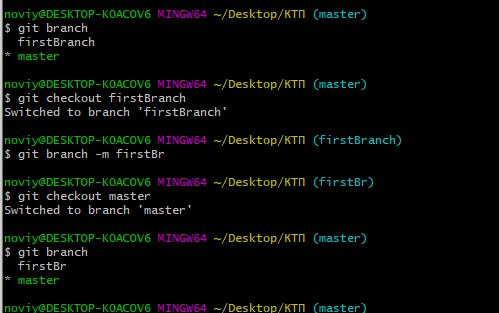 noviy@DESKTOP-KOACOV6 MINGW64 ~/Desktop/КТП (master)
$ git branch
  firstBranch
* master
noviy@DESKTOP-KOACOV6 MINGW64 ~/Desktop/КТП (master)
$ git checkout firstBranch
Switched to branch 'firstBranch'
noviy@DESKTOP-KOACOV6 MINGW64 ~/Desktop/КТП (firstBranch)
$ git branch -m firstBr
noviy@DESKTOP-KOACOV6 MINGW64 ~/Desktop/КТП (firstBr)
$ git checkout master
Switched to branch 'master'
noviy@DESKTOP-KOACOV6 MINGW64 ~/Desktop/КТП (master)
$ git branch
  firstBr
* master
noviy@DESKTOP-KOACOV6 MINGW64 ~/Desktop/КТП (master)